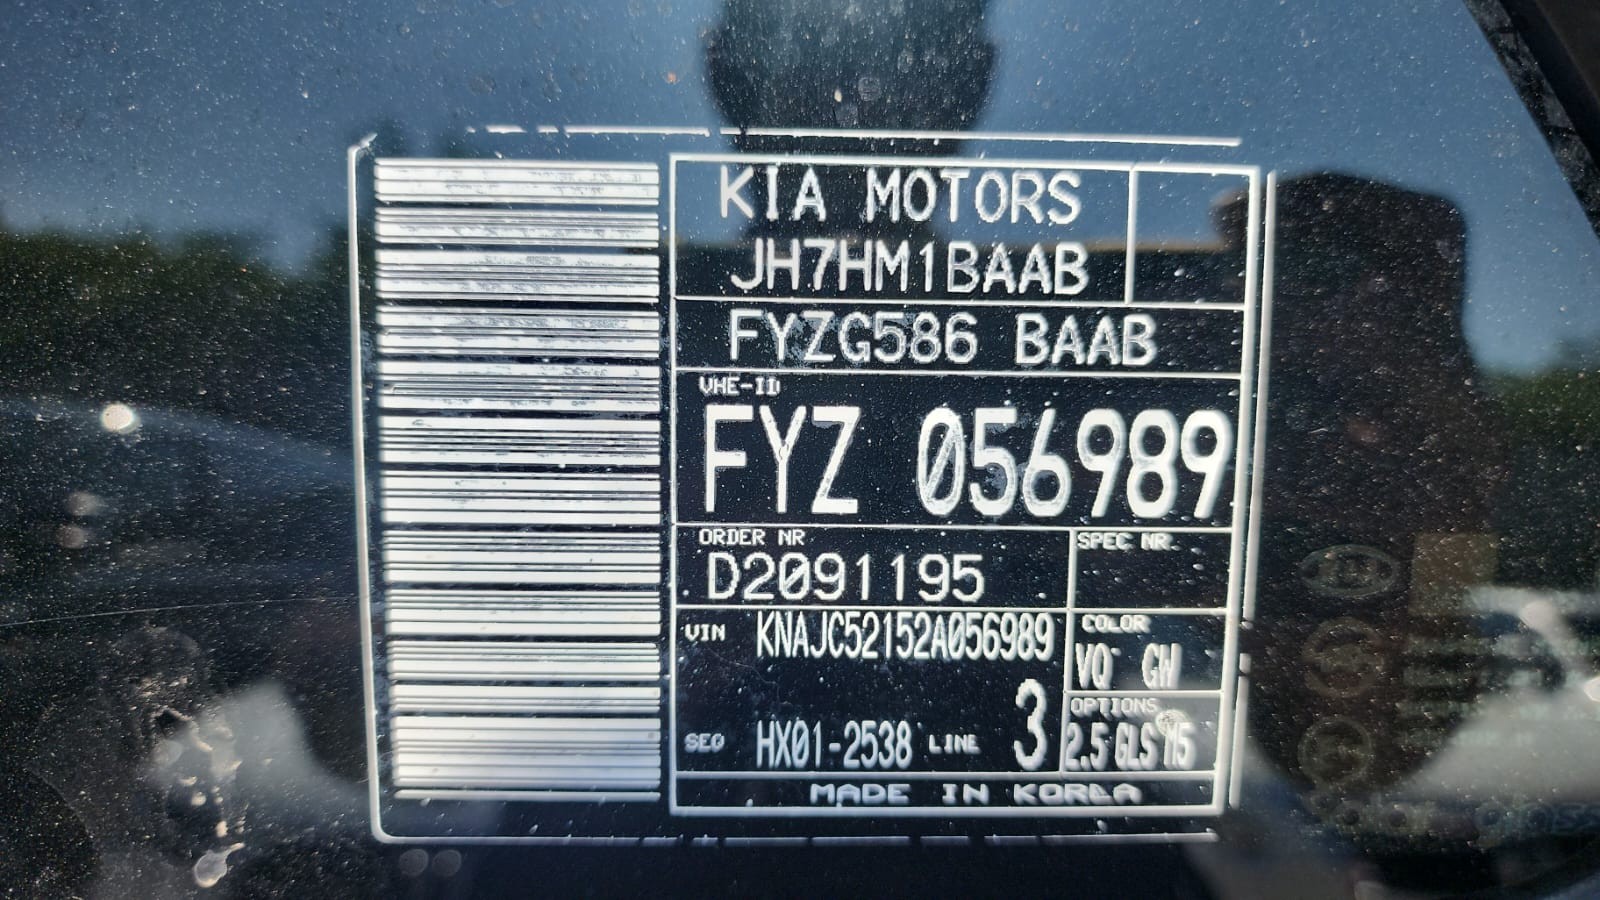 KIA MOTORS
JH7HM1BAAB
FYZG586 BAAB
VHE-ID
FYZ 056989
ORDER NR
D2091195
SPEC NR.
VIN KNAJC52152A056989
COLOR
VQ GW
SEQ HX01-2538 LINE 3
OPTIONS
2.5 GLS M5
MADE IN KOREA